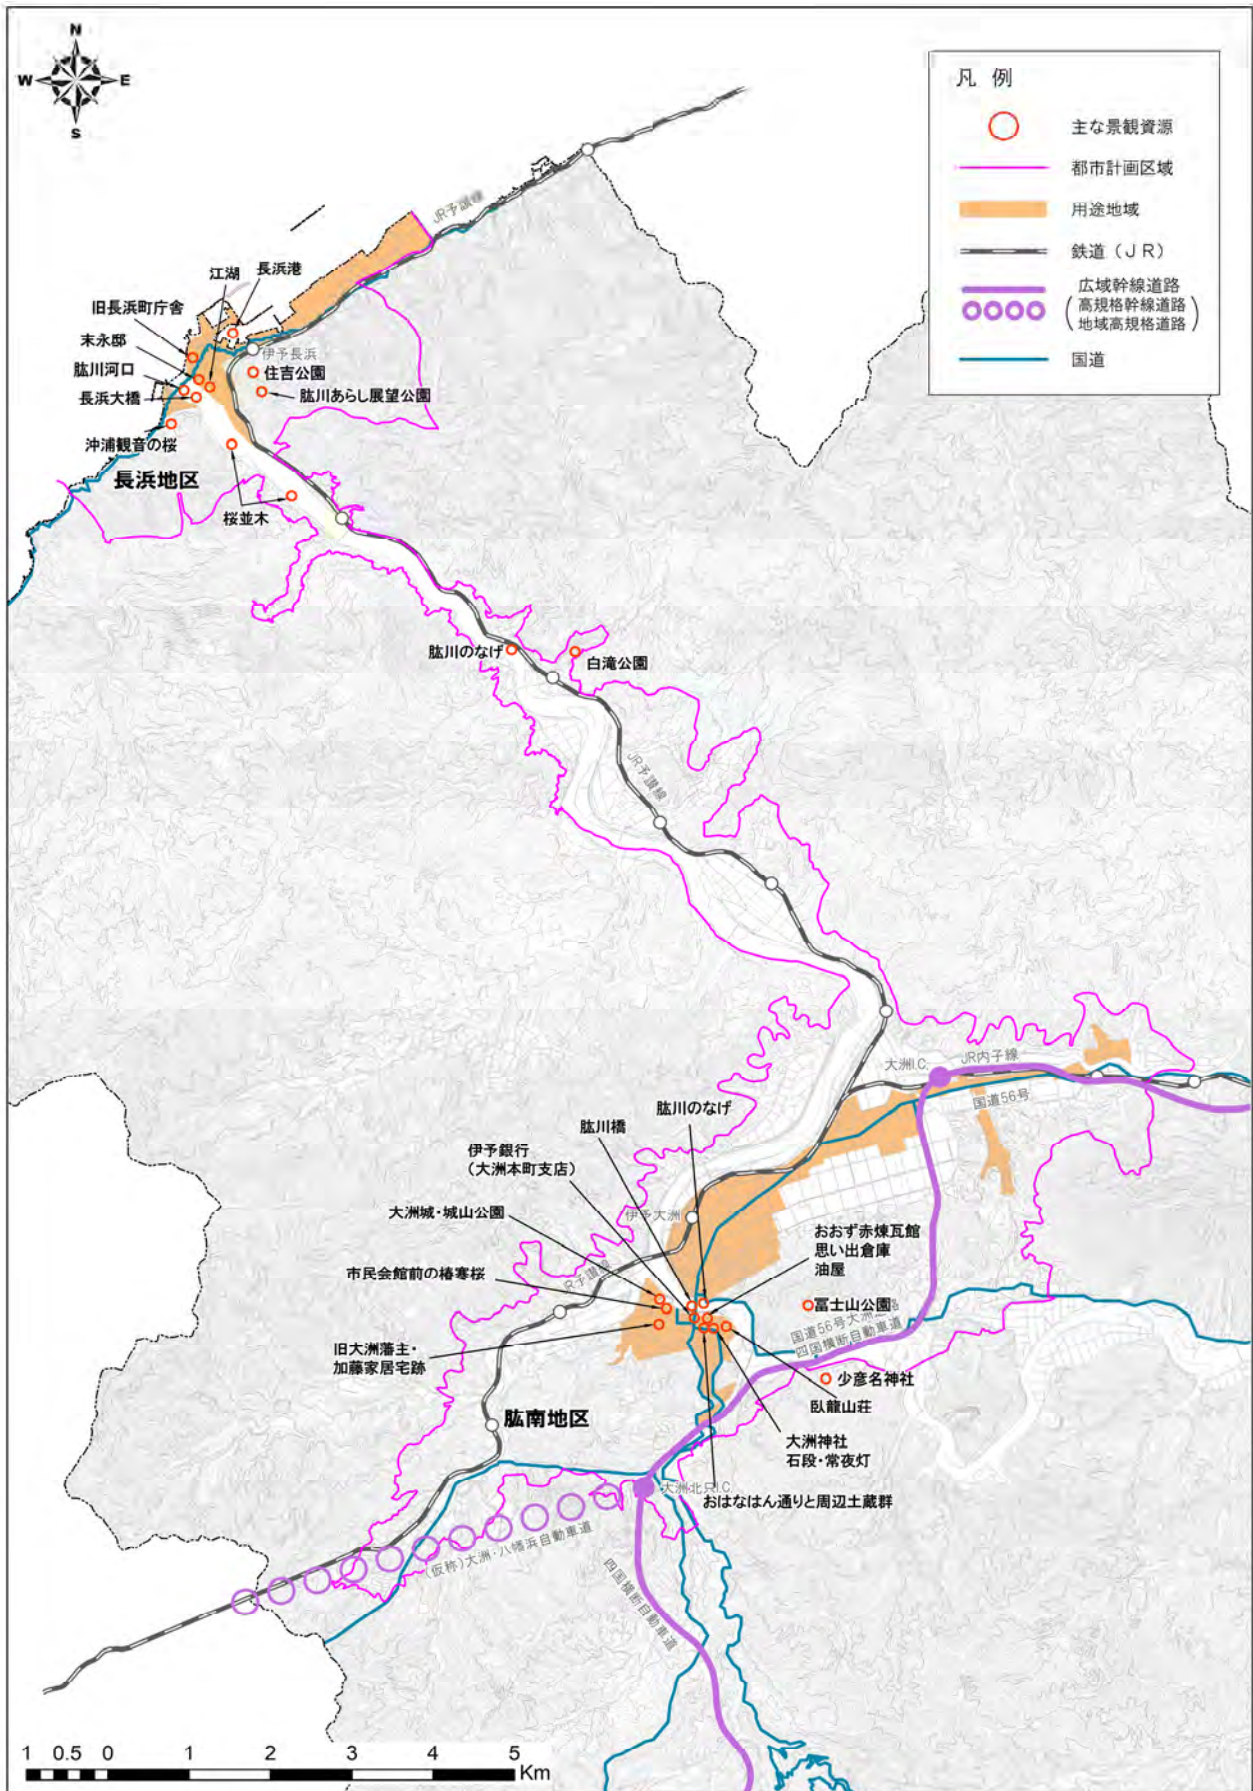 N
W
E
S
凡 例
主な景観資源
都市計画区域
用途地域
鉄道（ＪＲ）
広域幹線道路
（高規格幹線道路
地域高規格道路）
国道
JR予讃線
長浜港
江湖
旧長浜町庁舎
末永邸
肱川河口
長浜大橋
沖浦観音の桜
長浜地区
桜並木
伊予長浜
住吉公園
肱川あらし展望公園
肱川のなげ
白滝公園
JR予讃線
大洲I.C.
JR内子線
国道56号
肱川のなげ
肱川橋
伊予銀行
（大洲本町支店）
大洲城・城山公園
伊予大洲
市民会館前の椿寒桜
JR予讃線
おおず赤煉瓦館
思い出倉庫
油屋
冨士山公園
四国横断自動車道
旧大洲藩主・
加藤家居宅跡
少彦名神社
臥龍山荘
肱南地区
大洲神社
石段・常夜灯
大洲北只I.C.
おはなはん通りと周辺土蔵群
（仮称）大洲・八幡浜自動車道
四国横断自動車道
1 0.5 0 1 2 3 4 5
Km